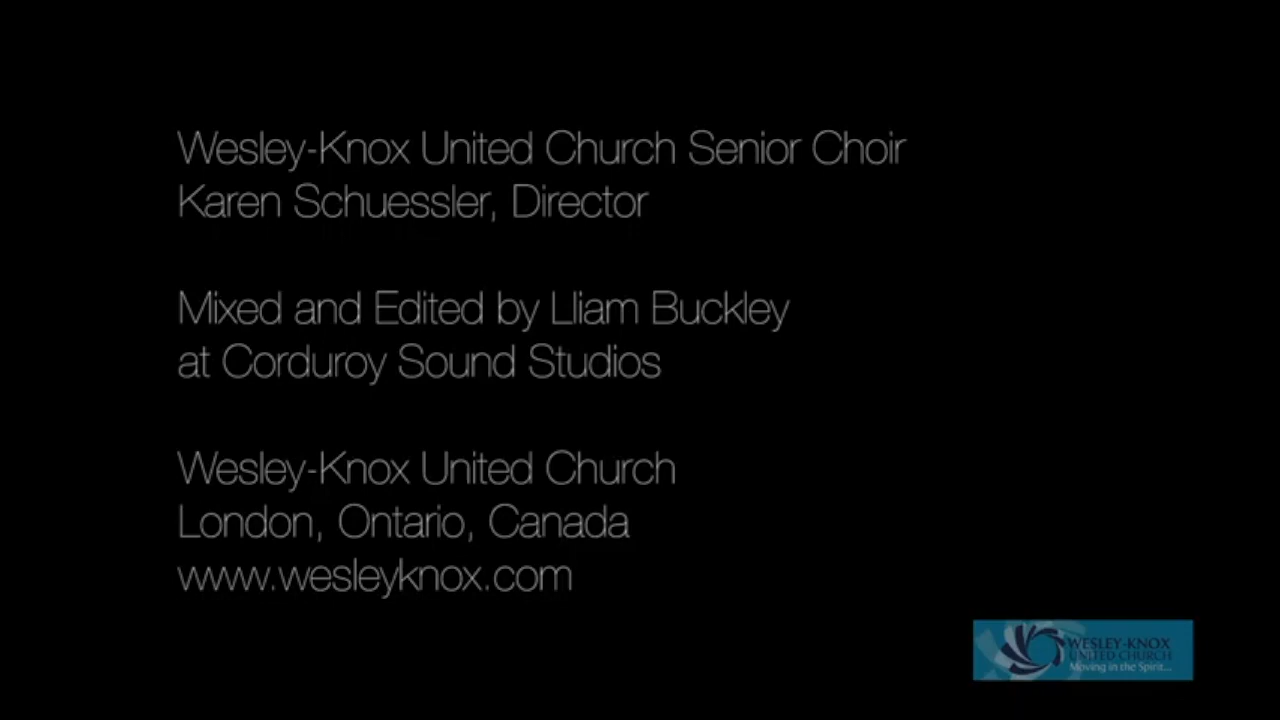 Wesley-Knox United Church Senior Choir
Karen Schuessler, Director
Mixed and Edited by Lliam Buckley
at Corduroy Sound Studios
Wesley-Knox United Church
London, Ontario, Canada
www.wesleyknox.com
WESLEY-KNOX
UNITED CHURCH
Moving in the Spirit...